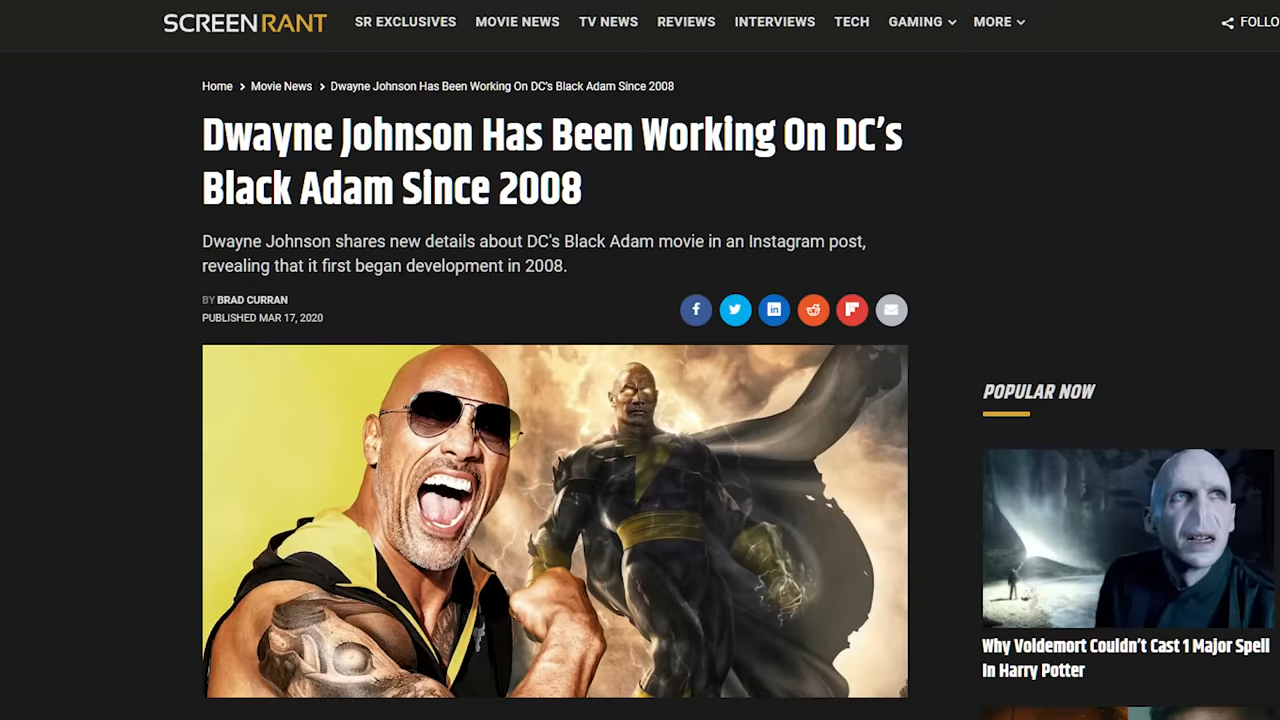 SCREENRANT SR EXCLUSIVES MOVIE NEWS TV NEWS REVIEWS INTERVIEWS TECH GAMING MORE FOLLO
Home > Movie News > Dwayne Johnson Has Been Working On DC's Black Adam Since 2008
Dwayne Johnson Has Been Working On DC's
Black Adam Since 2008
Dwayne Johnson shares new details about DC's Black Adam movie in an Instagram post,
revealing that it first began development in 2008.
BY BRAD CURRAN
PUBLISHED MAR 17, 2020
POPULAR NOW
Why Voldemort Couldn't Cast 1 Major Spell
In Harry Potter